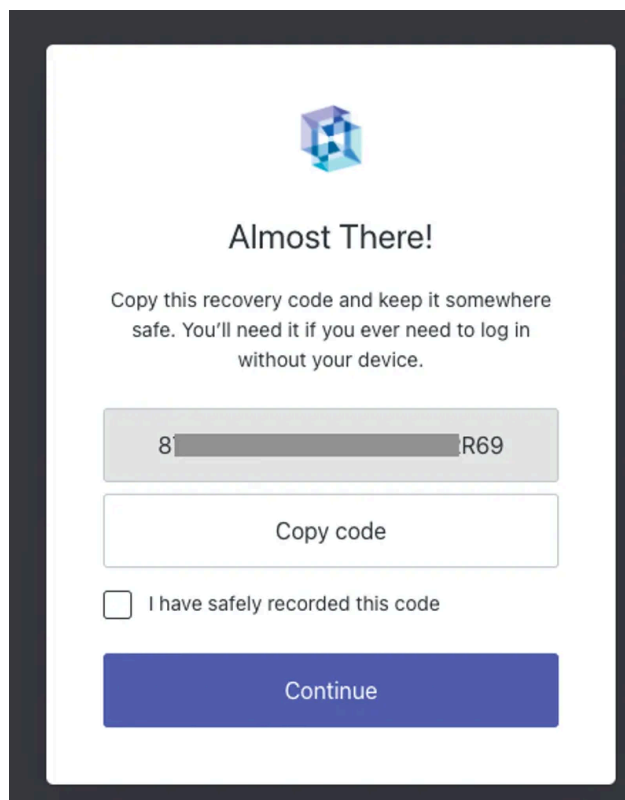 Almost There!
Copy this recovery code and keep it somewhere
safe. You’ll need it if you ever need to log in
without your device.
8 R69
Copy code
I have safely recorded this code
Continue